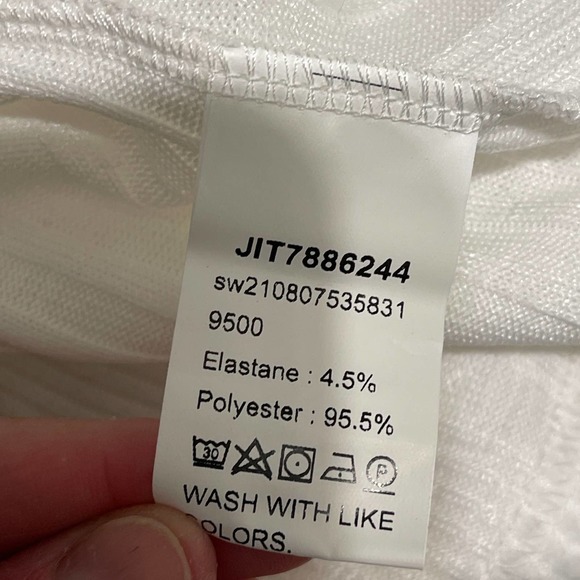 JIT7886244
sw210807535831
9500
Elastane : 4.5%
Polyester : 95.5%
30 P
WASH WITH LIKE
COLORS.